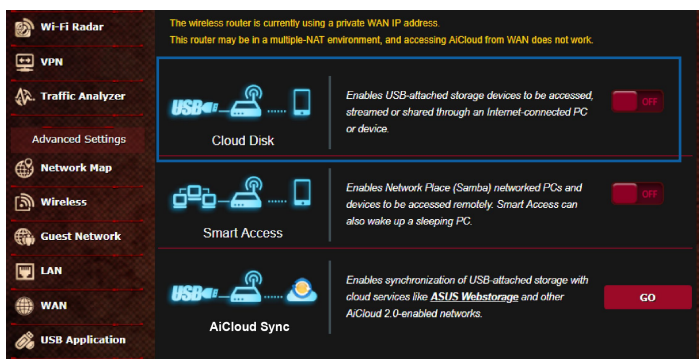 Wi-Fi Radar
VPN
Traffic Analyzer
Advanced Settings
Network Map
Wireless
Guest Network
LAN
WAN
USB Application
The wireless router is currently using a private WAN IP address.
This router may be in a multiple-NAT environment, and accessing AiCloud from WAN does not work.
USB
Cloud Disk
Enables USB-attached storage devices to be accessed,
streamed or shared through an Internet-connected PC
or device.
OFF
Smart Access
Enables Network Place (Samba) networked PCs and
devices to be accessed remotely. Smart Access can
also wake up a sleeping PC.
OFF
USB
AiCloud Sync
Enables synchronization of USB-attached storage with
cloud services like ASUS Webstorage and other
AiCloud 2.0-enabled networks.
GO